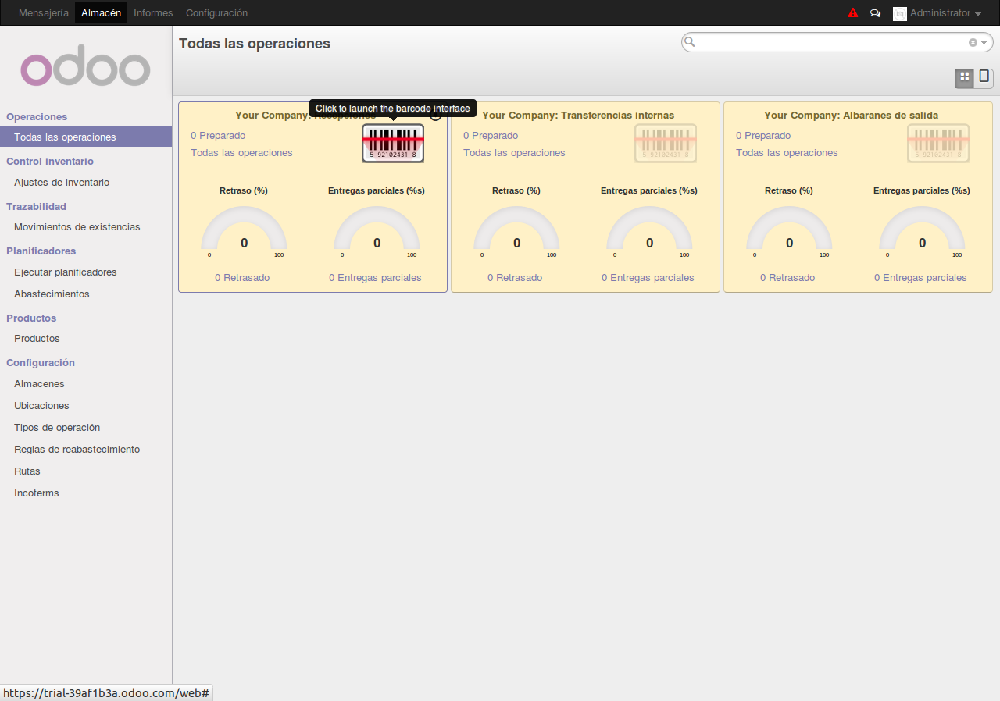 Mensajería Almacén Informes Configuración Administrator
odoo
Todas las operaciones
Operaciones
Todas las operaciones
Control inventario
Ajustes de inventario
Trazabilidad
Movimientos de existencias
Planificadores
Ejecutar planificadores
Abastecimientos
Productos
Productos
Configuración
Almacenes
Ubicaciones
Tipos de operación
Reglas de reabastecimiento
Rutas
Incoterms
Click to launch the barcode interface
Your Company: Recepciones
0 Preparado
Todas las operaciones
5 92102431 8
Retraso (%) Entregas parciales (%s)
0 0
0 100 0 100
0 Retrasado 0 Entregas parciales
Your Company: Transferencias internas
0 Preparado
Todas las operaciones
5 92102431 8
Retraso (%) Entregas parciales (%s)
0 0
0 100 0 100
0 Retrasado 0 Entregas parciales
Your Company: Albaranes de salida
0 Preparado
Todas las operaciones
5 92102431 8
Retraso (%) Entregas parciales (%s)
0 0
0 100 0 100
0 Retrasado 0 Entregas parciales
https://trial-39af1b3a.odoo.com/web#